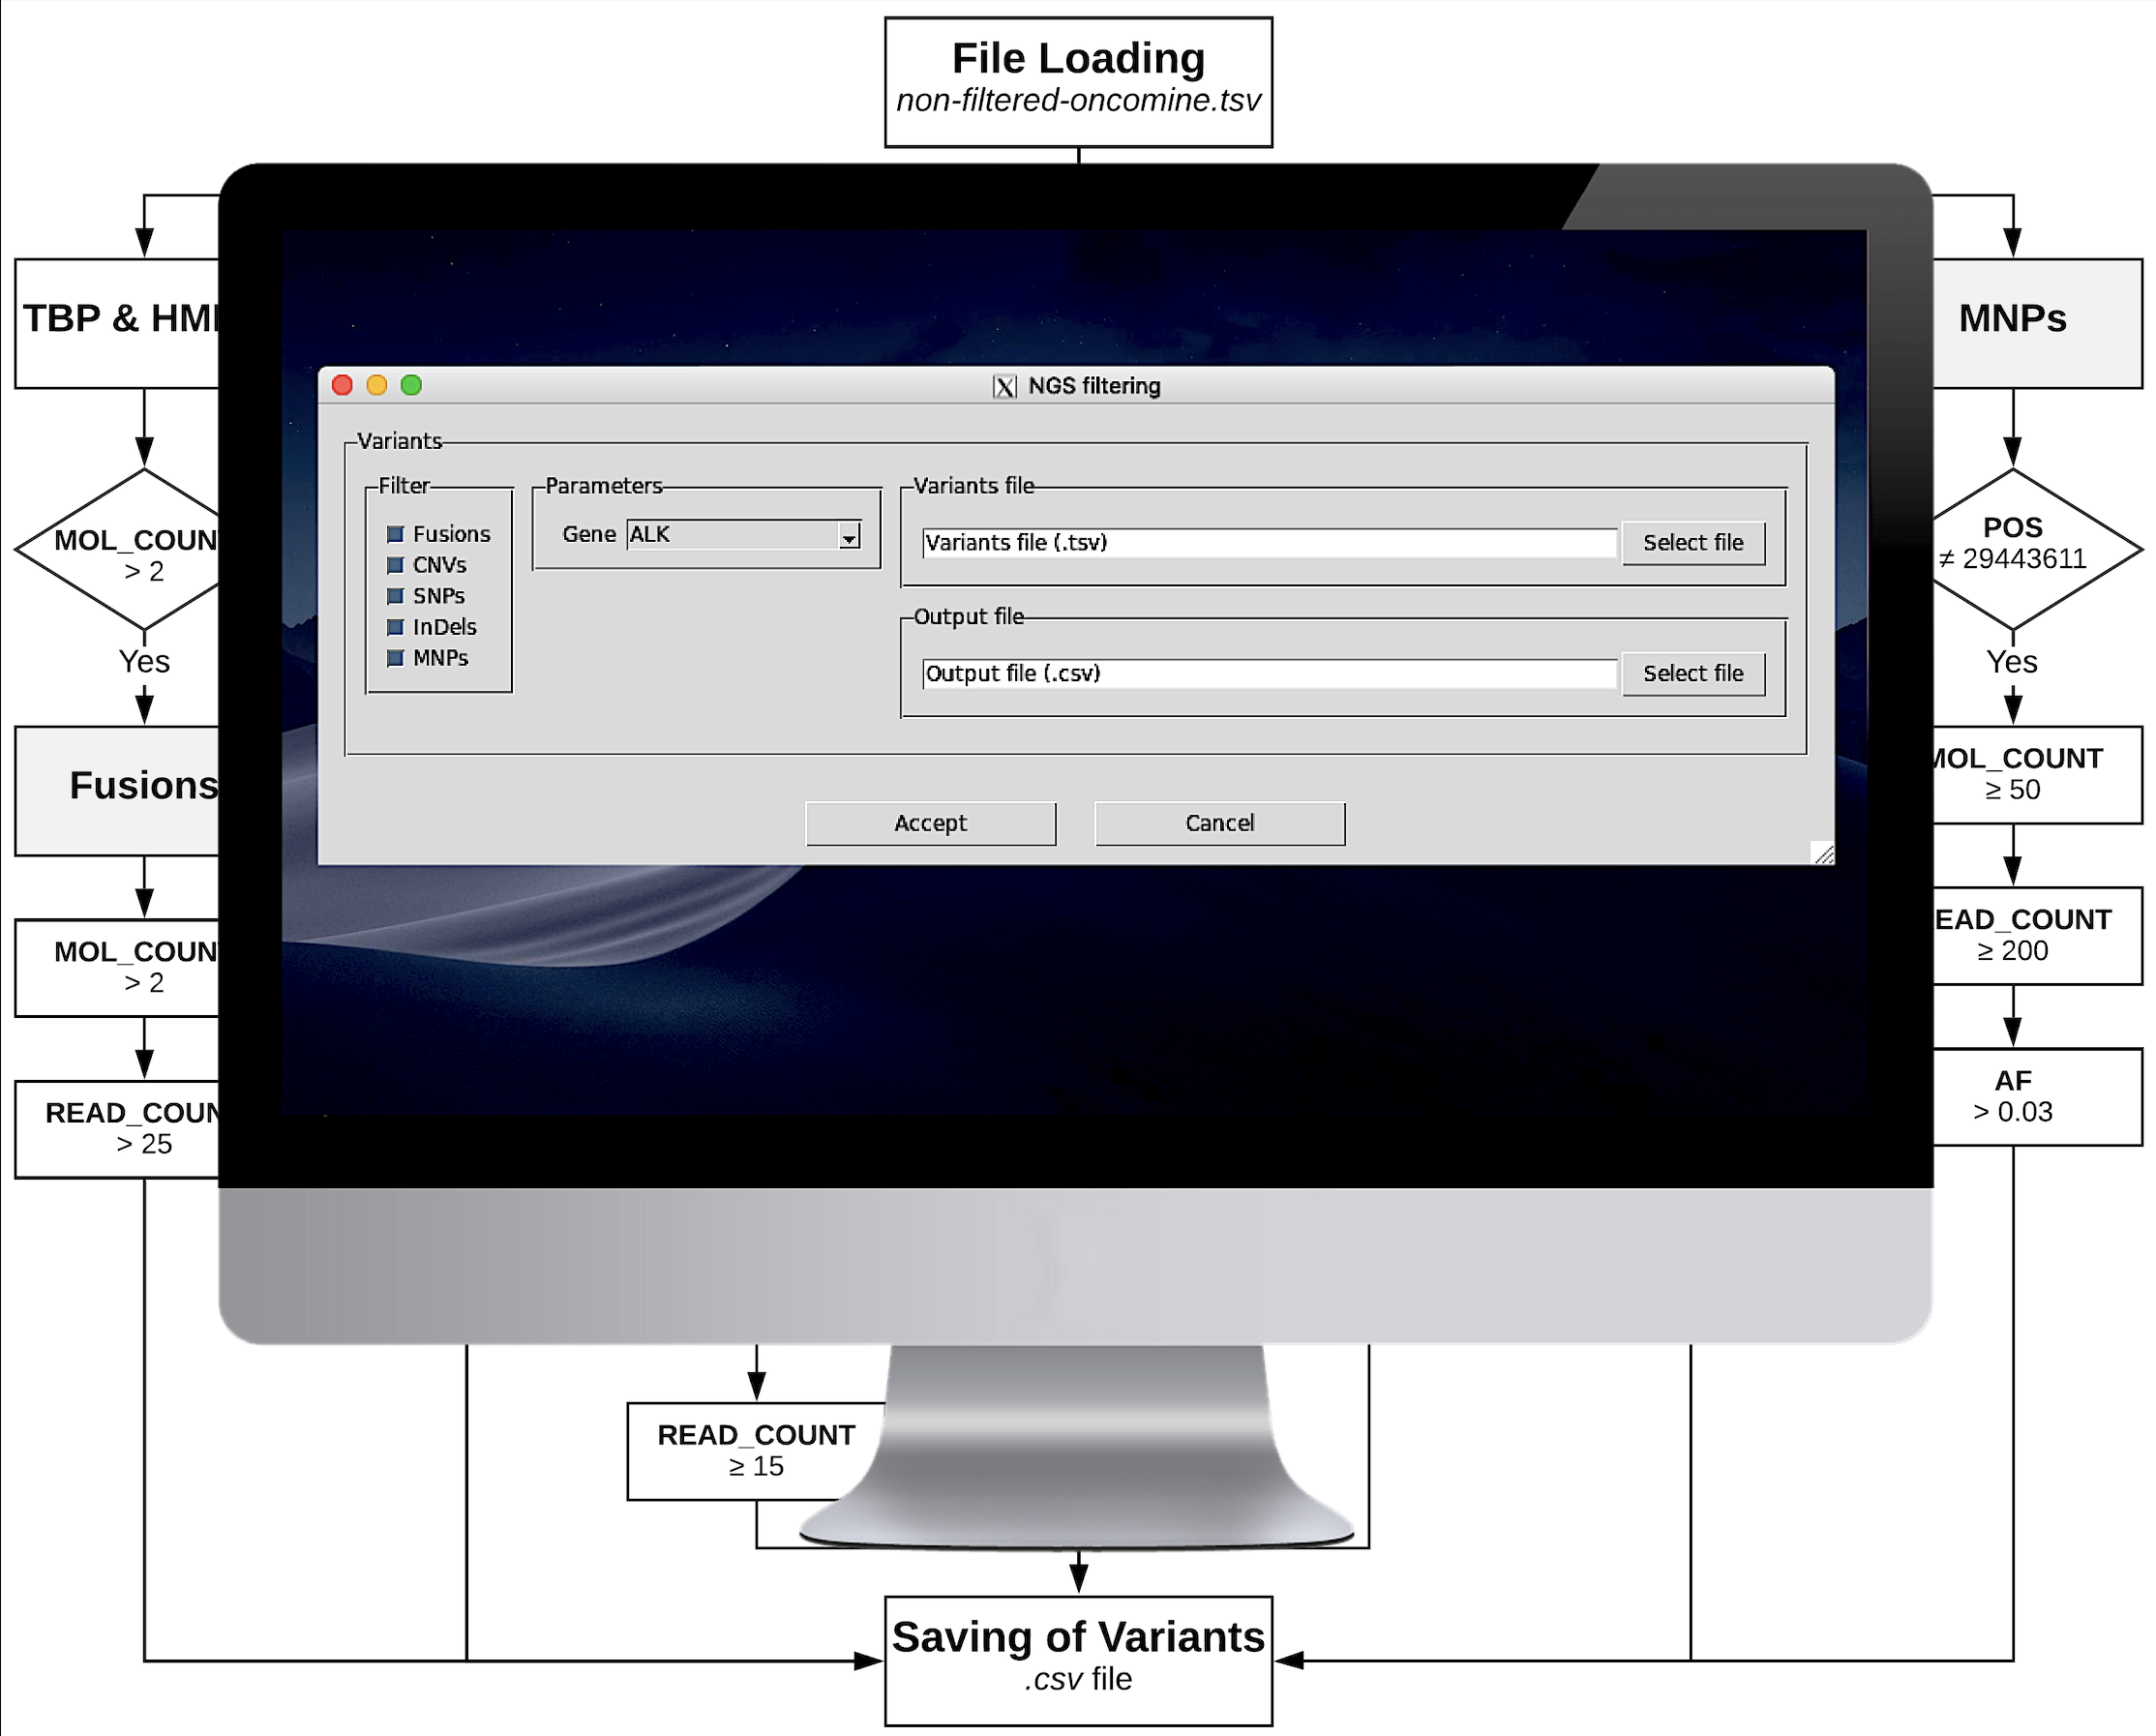 File Loading
non-filtered-oncomine.tsv
TBP & HM
MOL_COUN
> 2
Yes
Fusions
MOL_COUN
> 2
READ_COUN
> 25
X NGS filtering
Variants
Filter
Fusions
CNVs
SNPs
InDels
MNPs
Parameters
Gene ALK
Variants file
Variants file (.tsv) Select file
Output file
Output file (.csv) Select file
Accept Cancel
MNPs
POS
≠ 29443611
Yes
MOL_COUNT
≥ 50
EAD_COUNT
≥ 200
AF
> 0.03
READ_COUNT
≥ 15
Saving of Variants
.csv file